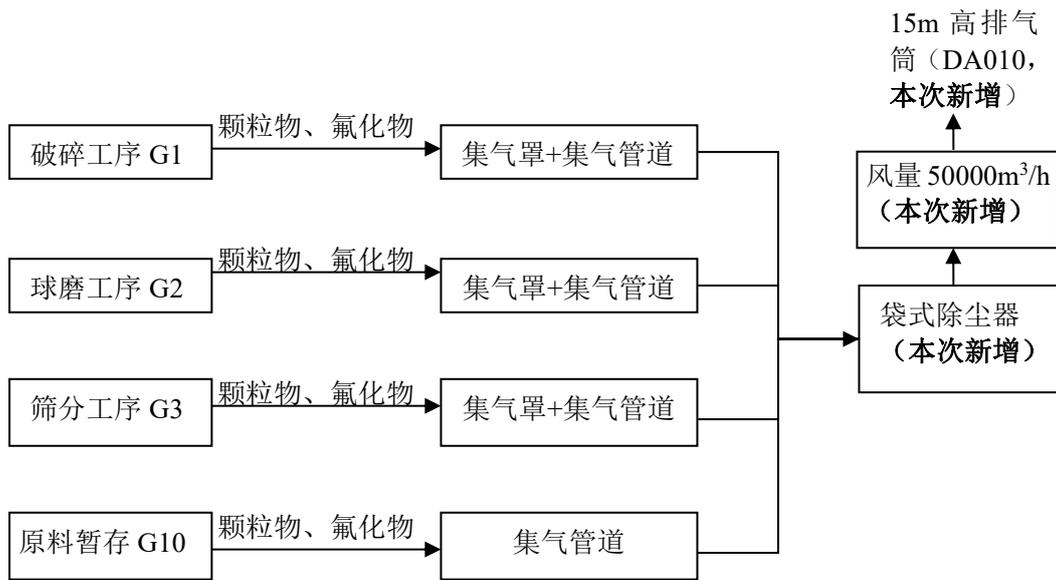 15m 高排气
筒（DA010，
本次新增）
破碎工序 G1
颗粒物、氟化物
集气罩+集气管道
风量 50000m³/h
（本次新增）
球磨工序 G2
颗粒物、氟化物
集气罩+集气管道
袋式除尘器
（本次新增）
筛分工序 G3
颗粒物、氟化物
集气罩+集气管道
原料暂存 G10
颗粒物、氟化物
集气管道